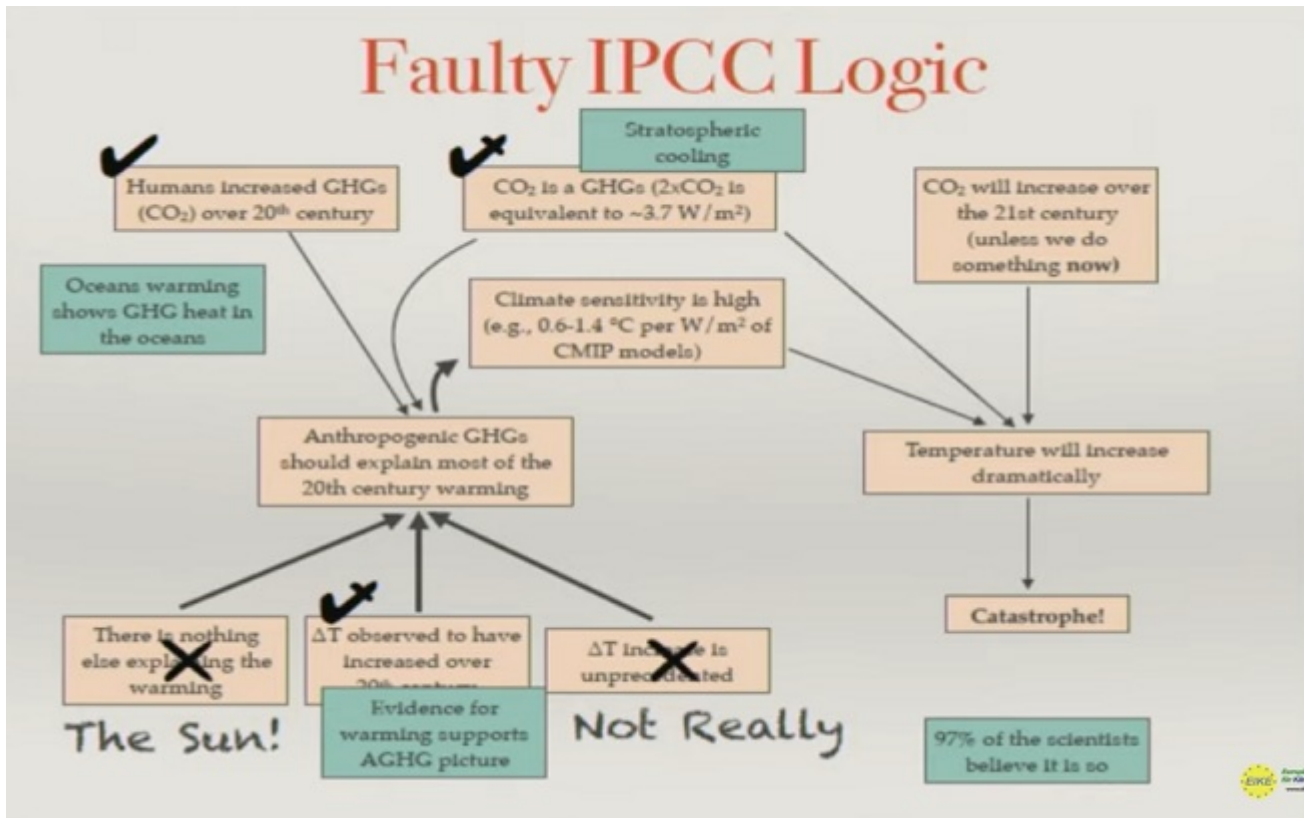 Faulty IPCC Logic
Stratospheric
cooling
Humans increased GHGs
(CO₂) over 20th century
CO₂ is a GHGs (2xCO₂ is
equivalent to ~3.7 W/m²)
CO₂ will increase over
the 21st century
(unless we do
something now)
Oceans warming
shows GHG heat in
the oceans
Climate sensitivity is high
(e.g., 0.6-1.4 °C per W/m² of
CMIP models)
Anthropogenic GHGs
should explain most of the
20th century warming
Temperature will increase
dramatically
There is nothing
else explaining the
warming
ΔT observed to have
increased over
20th century
ΔT increase is
unprecedented
Catastrophe!
The Sun!
Evidence for
warming supports
AGHG picture
Not Really
97% of the scientists
believe it is so
EIKE